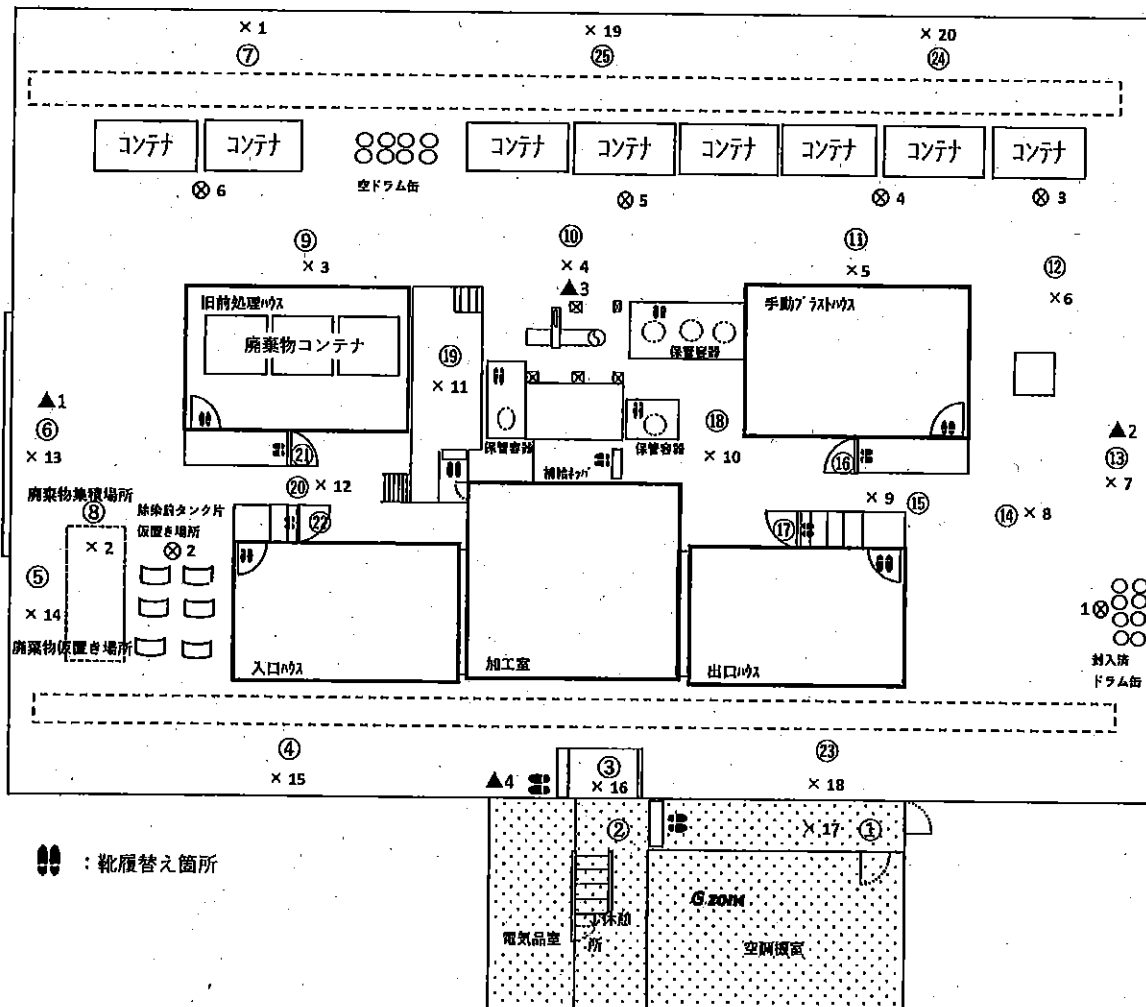 × 1
× 19
× 20
⑦
㉕
㉔
コンテナ
コンテナ
コンテナ
コンテナ
コンテナ
コンテナ
コンテナ
コンテナ
空ドラム缶
⊗ 6
⊗ 5
⊗ 4
⊗ 3
⑨
× 3
⑩
× 4
▲3
⑪
× 5
⑫
× 6
旧前処理ハウス
廃棄物コンテナ
⑲
× 11
保管容器
手動ブラストハウス
▲1
⑥
× 13
保管容器
保管容器
⑱
× 10
▲2
⑬
× 7
㉑
補給キャパ
⑯
⑳
× 12
× 9
⑮
⑭
× 8
廃棄物集積場所
⑧
× 2
除染前タンク片
仮置き場所
⊗ 2
㉒
⑰
⑤
× 14
1 ⊗
廃棄物仮置き場所
入口ハウス
加工室
出口ハウス
封入済
ドラム缶
④
× 15
▲4
③
× 16
㉓
× 18
②
× 17
①
：靴履替え箇所
G zone
電気品室
休憩
所
空調機室